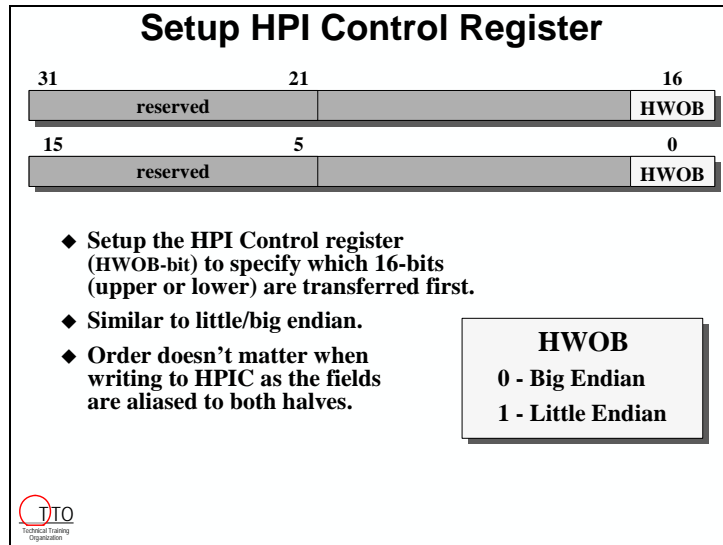 Setup HPI Control Register
31 21 16
reserved HWOB
15 5 0
reserved HWOB
◆ Setup the HPI Control register
(HWOB-bit) to specify which 16-bits
(upper or lower) are transferred first.
◆ Similar to little/big endian.
◆ Order doesn't matter when
writing to HPIC as the fields
are aliased to both halves.
HWOB
0 - Big Endian
1 - Little Endian
TTO
Technical Training
Organization